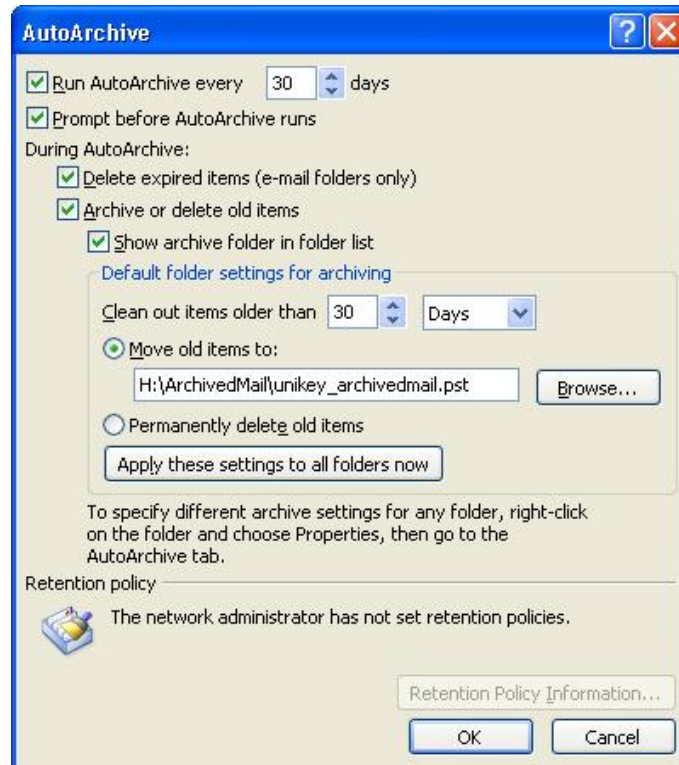 AutoArchive
Run AutoArchive every 30 days
Prompt before AutoArchive runs
During AutoArchive:
Delete expired items (e-mail folders only)
Archive or delete old items
Show archive folder in folder list
Default folder settings for archiving
Clean out items older than 30 Days
Move old items to:
H:\ArchivedMail\unikey_archivedmail.pst Browse...
Permanently delete old items
Apply these settings to all folders now
To specify different archive settings for any folder, right-click
on the folder and choose Properties, then go to the
AutoArchive tab.
Retention policy
The network administrator has not set retention policies.
Retention Policy Information...
OK Cancel